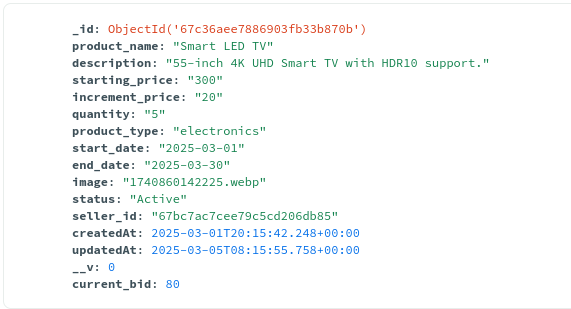 _id: ObjectId('67c36aee7886903fb33b870b')
product_name: "Smart LED TV"
description: "55-inch 4K UHD Smart TV with HDR10 support."
starting_price: "300"
increment_price: "20"
quantity: "5"
product_type: "electronics"
start_date: "2025-03-01"
end_date: "2025-03-30"
image: "1740860142225.webp"
status: "Active"
seller_id: "67bc7ac7cee79c5cd206db85"
createdAt: 2025-03-01T20:15:42.248+00:00
updatedAt: 2025-03-05T08:15:55.758+00:00
__v: 0
current_bid: 80